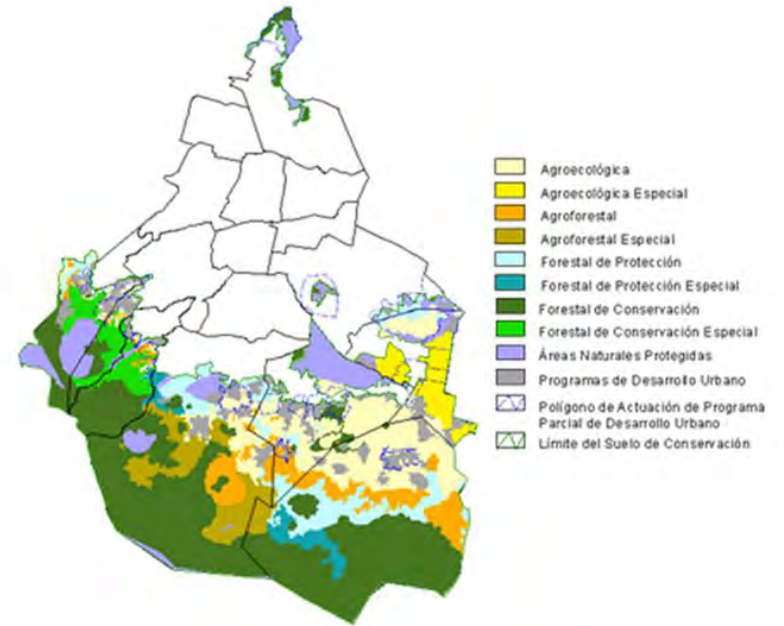 Agroecológica
Agroecológica Especial
Agroforestal
Agroforestal Especial
Forestal de Protección
Forestal de Protección Especial
Forestal de Conservación
Forestal de Conservación Especial
Áreas Naturales Protegidas
Programas de Desarrollo Urbano
Polígono de Actuación de Programa
Parcial de Desarrollo Urbano
Límite del Suelo de Conservación